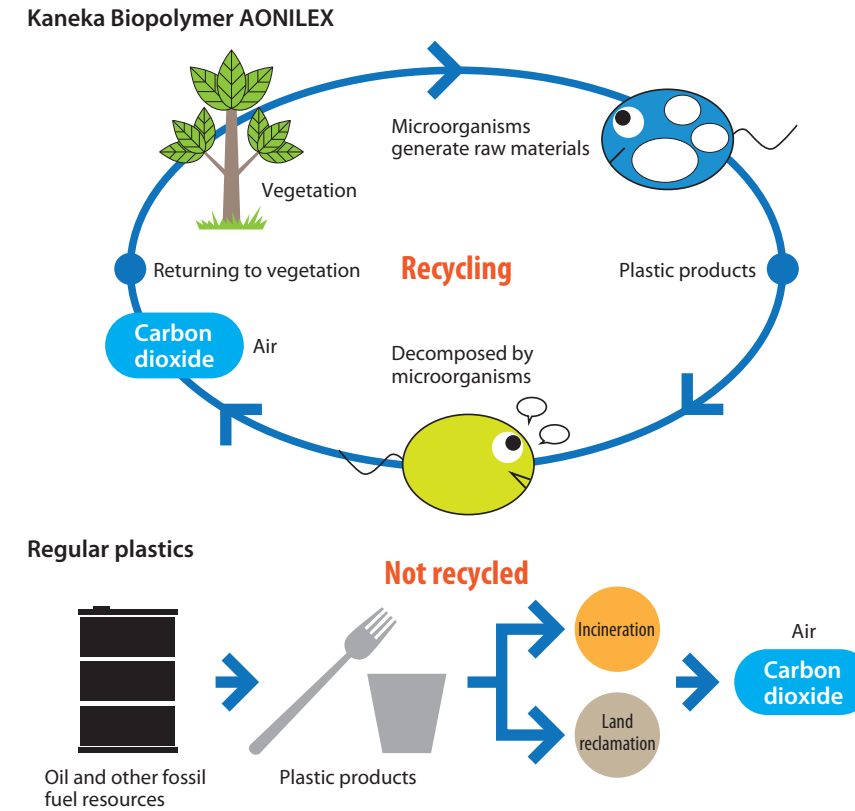 Kaneka Biopolymer AONILEX
Microorganisms
generate raw materials
Vegetation
Returning to vegetation
Recycling
Plastic products
Carbon
dioxide
Air
Decomposed by
microorganisms
Regular plastics
Not recycled
Incineration
Land
reclamation
Air
Carbon
dioxide
Oil and other fossil
fuel resources
Plastic products